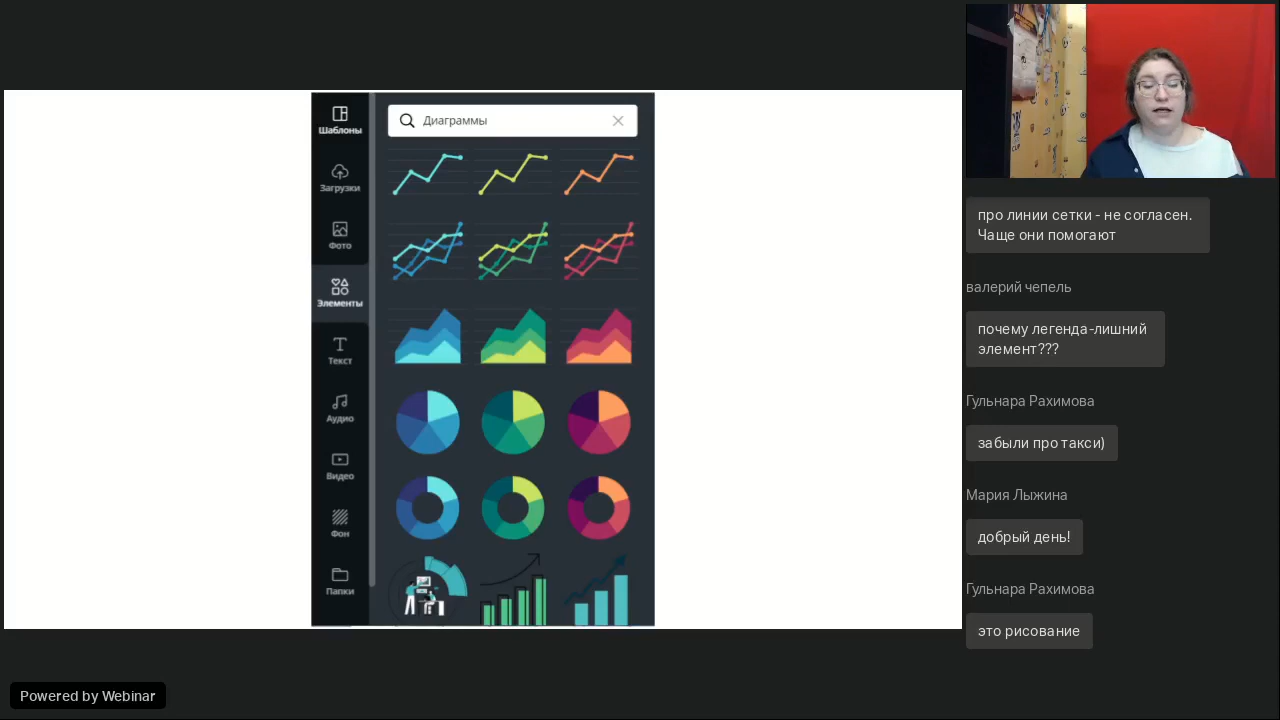 Шаблоны
Загрузки
Фото
Элементы
Текст
Аудио
Видео
Фон
Папки
Диаграммы
про линии сетки - не согласен.
Чаще они помогают
валерий чепель
почему легенда-лишний
элемент???
Гульнара Рахимова
забыли про такси)
Мария Лыжина
добрый день!
Гульнара Рахимова
это рисование
Powered by Webinar